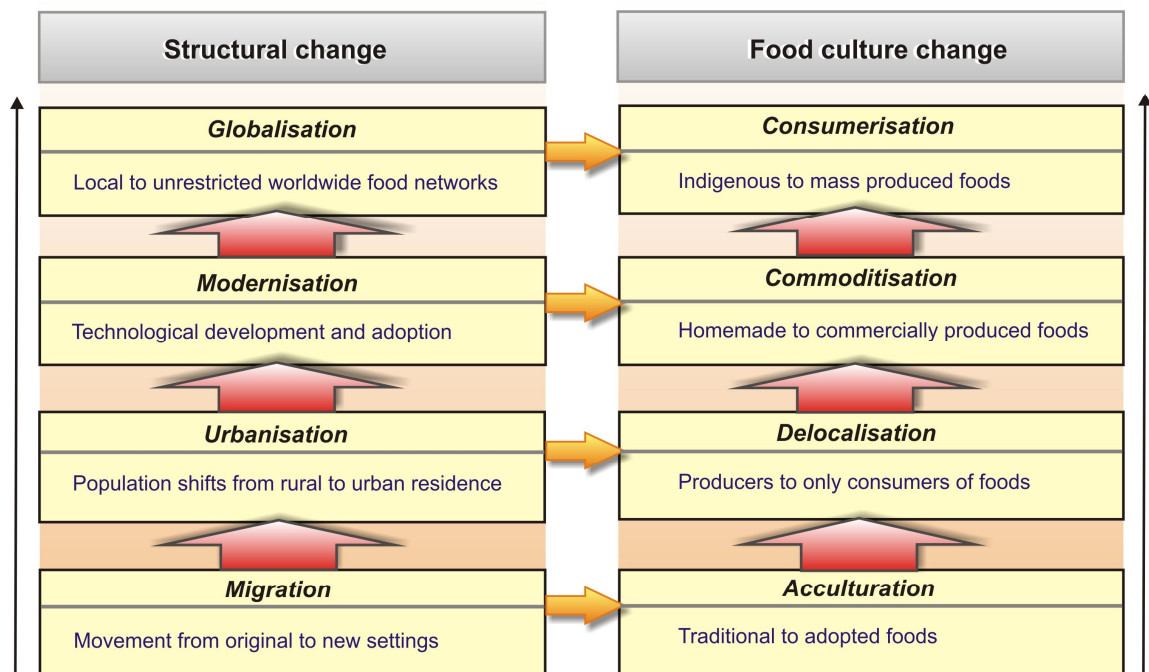 Structural change
Food culture change
Globalisation
Local to unrestricted worldwide food networks
Consumerisation
Indigenous to mass produced foods
Modernisation
Technological development and adoption
Commoditisation
Homemade to commercially produced foods
Urbanisation
Population shifts from rural to urban residence
Delocalisation
Producers to only consumers of foods
Migration
Movement from original to new settings
Acculturation
Traditional to adopted foods